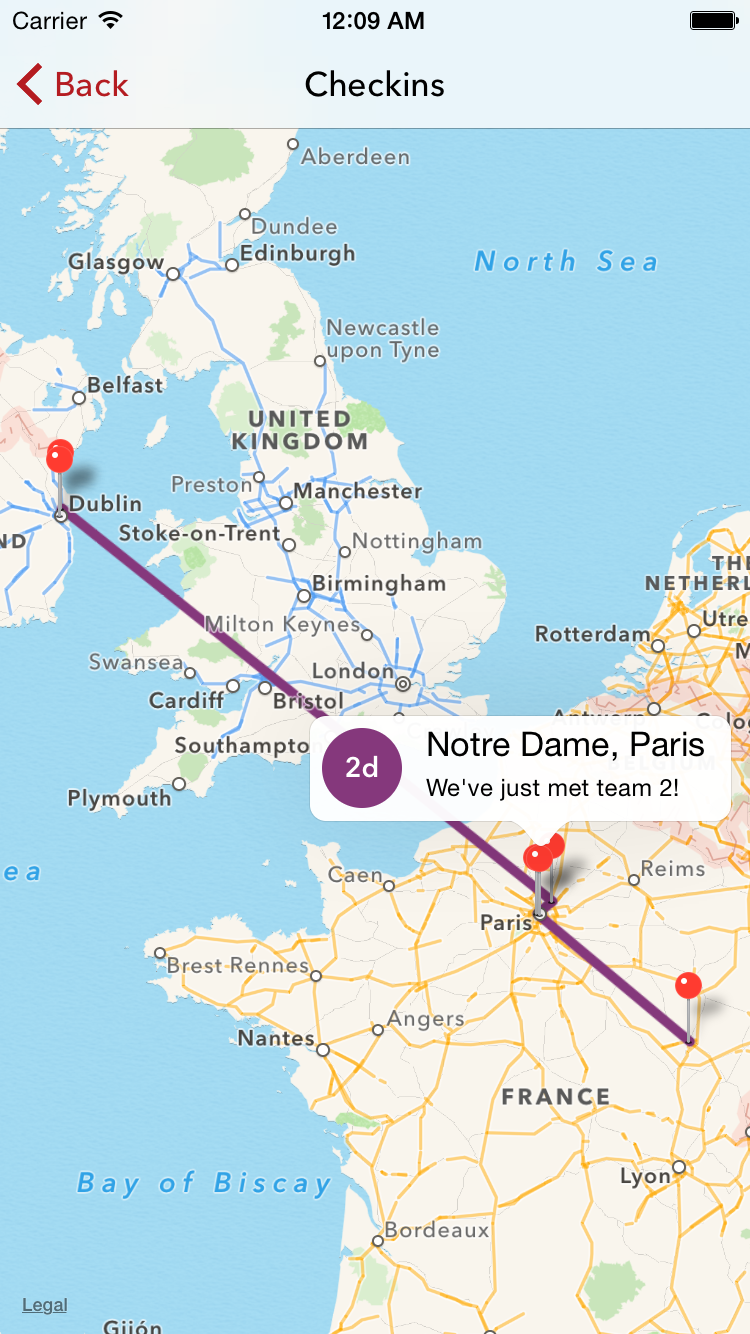 Carrier
12:09 AM
Back
Checkins
Aberdeen
Dundee
Edinburgh
Glasgow
North Sea
Newcastle
upon Tyne
Belfast
UNITED
KINGDOM
Preston
Manchester
Dublin
Stoke-on-Trent
ND
Nottingham
THE
NETHERL
Birmingham
Milton Keynes
Utre
Rotterdam
M
Swansea
London
Cardiff
Bristol
Antwerp
Colo
Southampton
BELGIUM
Notre Dame, Paris
2d
We've just met team 2!
Plymouth
ea
Caen
Reims
Paris
Brest
Rennes
Angers
Nantes
FRANCE
Lyon
Bay of Biscay
Bordeaux
Legal
Gijón